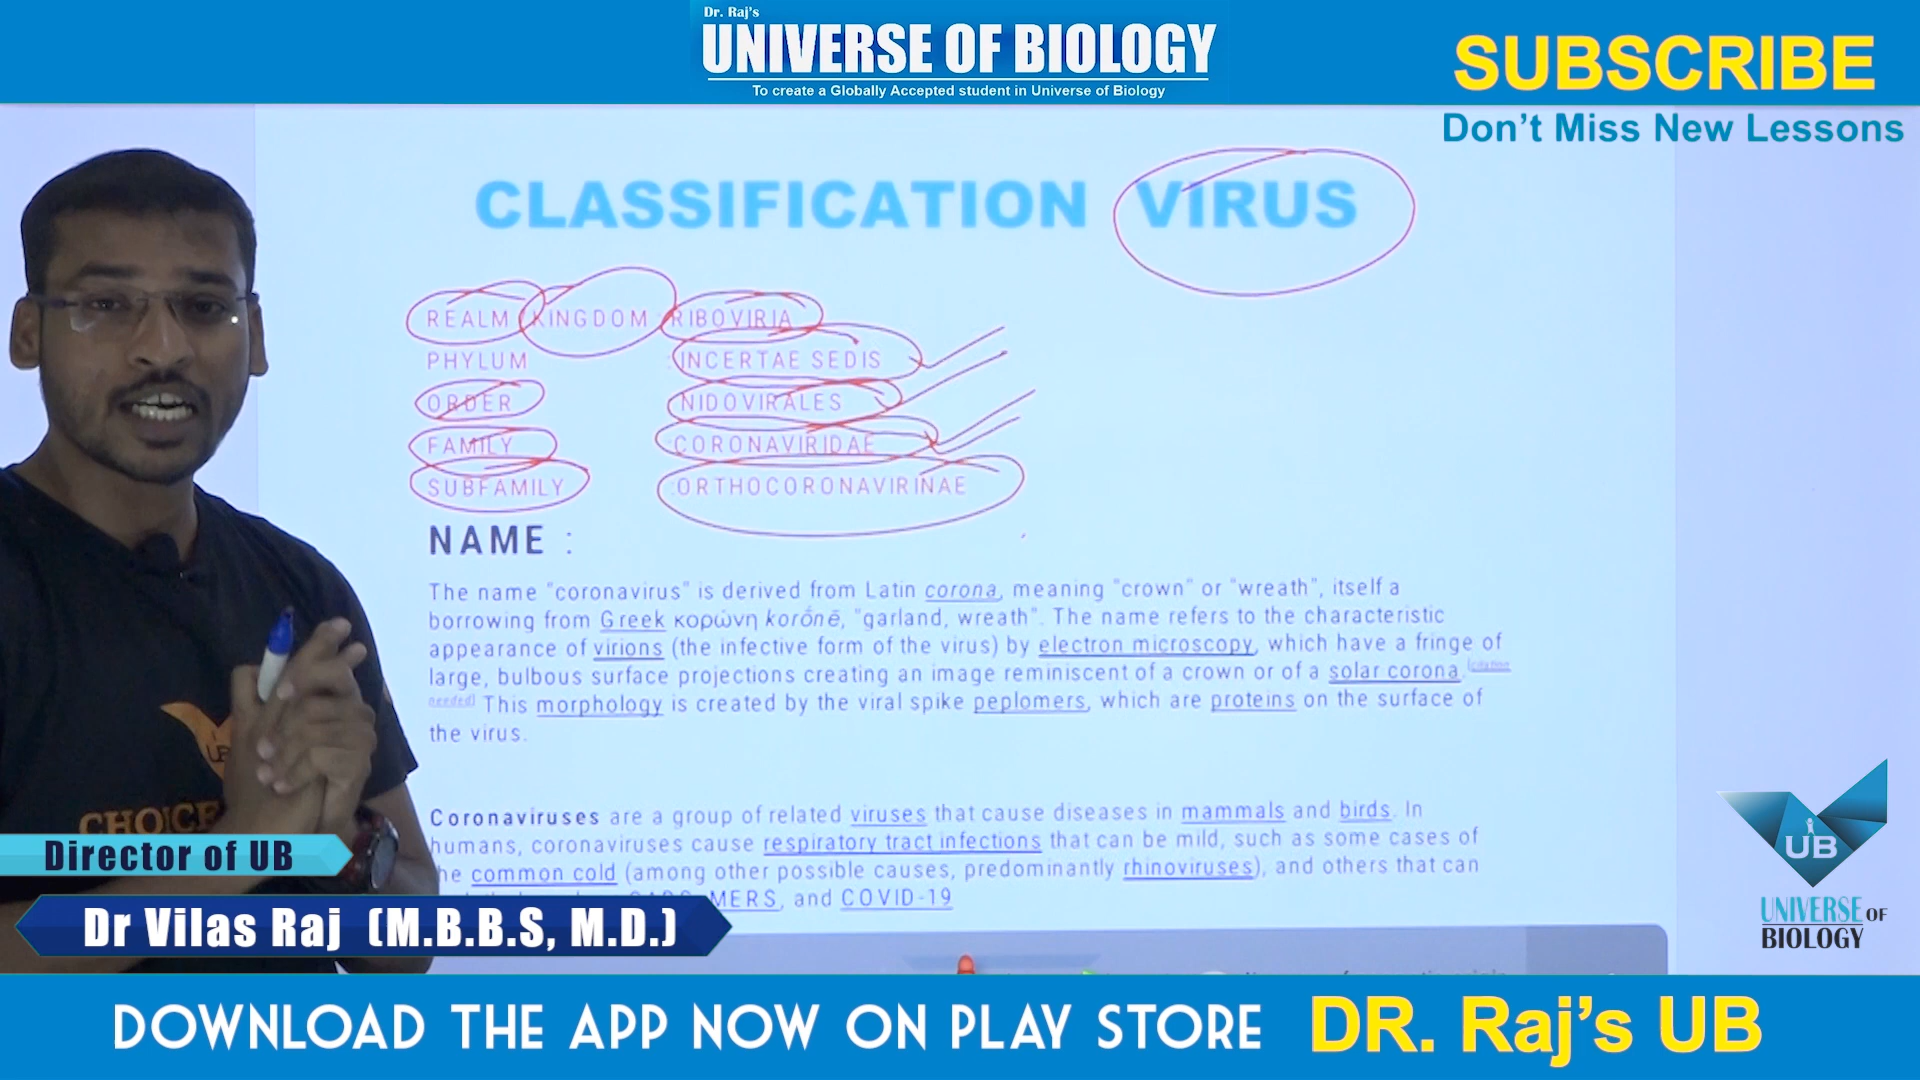 Dr. Raj's
UNIVERSE OF BIOLOGY
To create a Globally Accepted student in Universe of Biology
SUBSCRIBE
Don't Miss New Lessons
CLASSIFICATION VIRUS
REALM KINGDOM RIBOVIRIA
PHYLUM : INCERTAE SEDIS
ORDER NIDOVIRALES
FAMILY CORONAVIRIDAE
SUBFAMILY ORTHOCORONAVIRINAE
NAME :
The name "coronavirus" is derived from Latin corona, meaning "crown" or "wreath", itself a
borrowing from Greek κορώνη korṓnē, "garland, wreath". The name refers to the characteristic
appearance of virions (the infective form of the virus) by electron microscopy, which have a fringe of
large, bulbous surface projections creating an image reminiscent of a crown or of a solar corona.[citation
needed] This morphology is created by the viral spike peplomers, which are proteins on the surface of
the virus.
Coronaviruses are a group of related viruses that cause diseases in mammals and birds. In
humans, coronaviruses cause respiratory tract infections that can be mild, such as some cases of
the common cold (among other possible causes, predominantly rhinoviruses), and others that can
MERS, and COVID-19
CHOICE
Director of UB
Dr Vilas Raj (M.B.B.S, M.D.)
UB
UNIVERSE OF
BIOLOGY
DOWNLOAD THE APP NOW ON PLAY STORE DR. Raj's UB